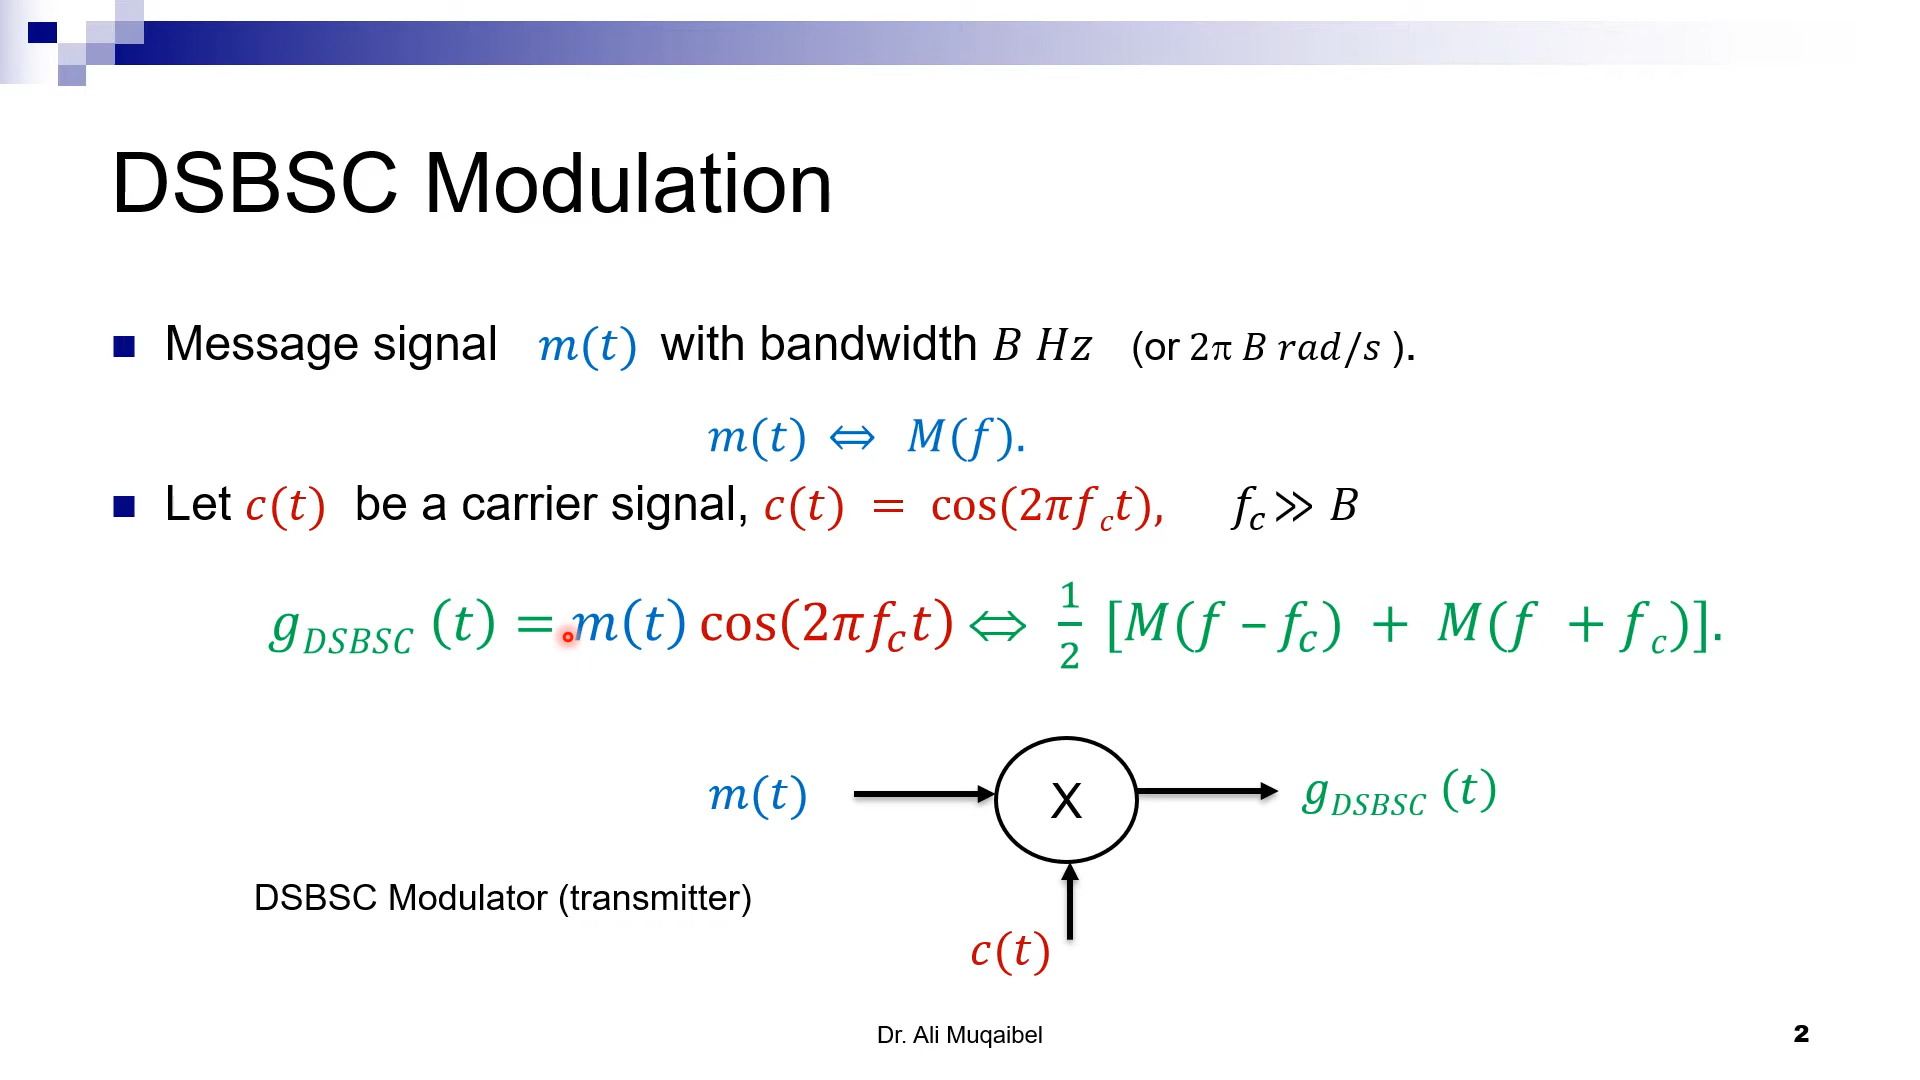 DSBSC Modulation
Message signal m(t) with bandwidth B Hz (or 2π B rad/s ).
m(t) ⇔ M(f).
Let c(t) be a carrier signal, c(t) = cos(2πf_c t), f_c ≫ B
g_DSBSC (t) = m(t) cos(2πf_c t) ⇔ 1/2 [M(f – f_c) + M(f + f_c)].
m(t) X g_DSBSC (t)
DSBSC Modulator (transmitter)
c(t)
Dr. Ali Muqaibel 2